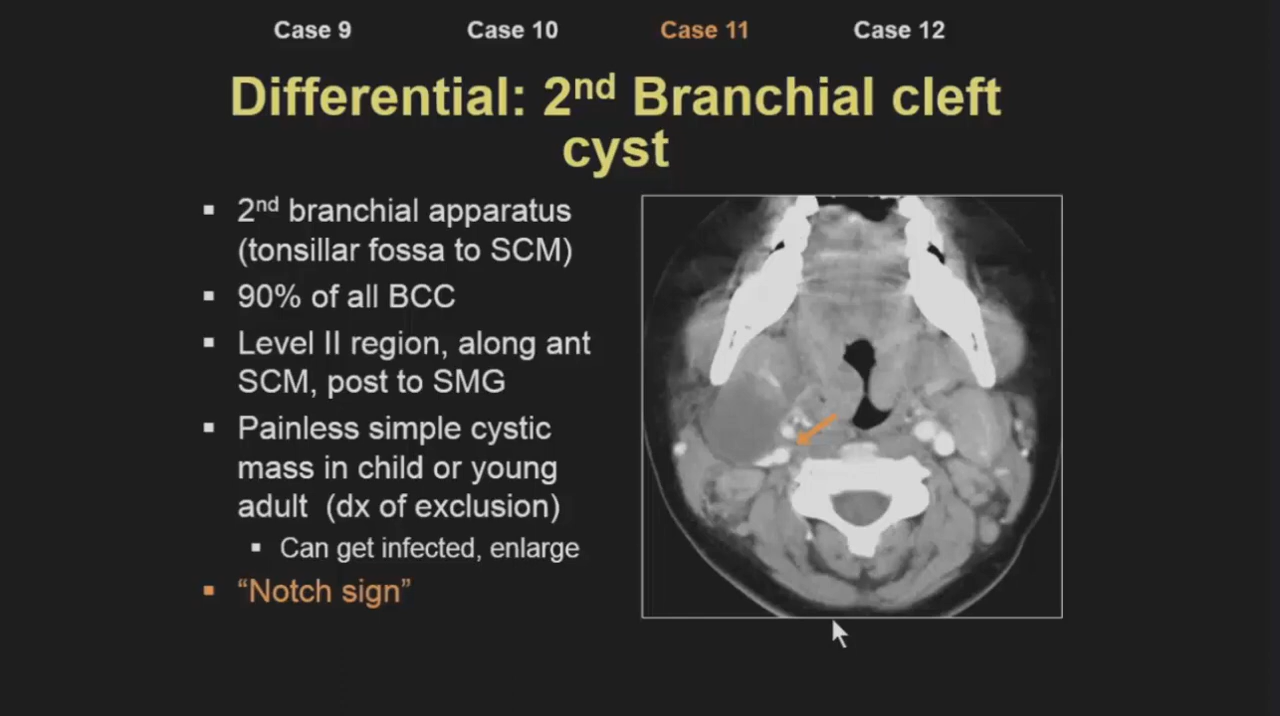 Case 9 Case 10 Case 11 Case 12
Differential: 2nd Branchial cleft
cyst
▪ 2nd branchial apparatus
(tonsillar fossa to SCM)
▪ 90% of all BCC
▪ Level II region, along ant
SCM, post to SMG
▪ Painless simple cystic
mass in child or young
adult (dx of exclusion)
▪ Can get infected, enlarge
▪ “Notch sign”